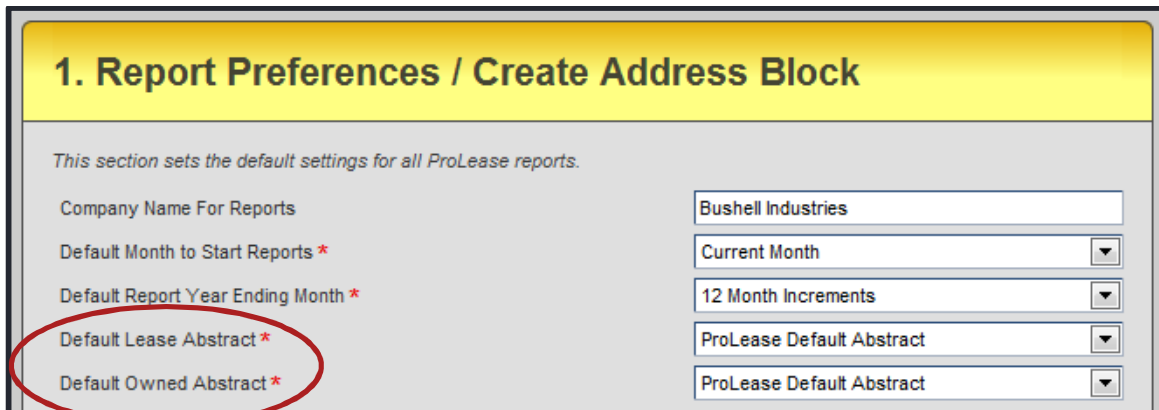 1. Report Preferences / Create Address Block
This section sets the default settings for all ProLease reports.
Company Name For Reports Bushell Industries
Default Month to Start Reports * Current Month
Default Report Year Ending Month * 12 Month Increments
Default Lease Abstract * ProLease Default Abstract
Default Owned Abstract * ProLease Default Abstract